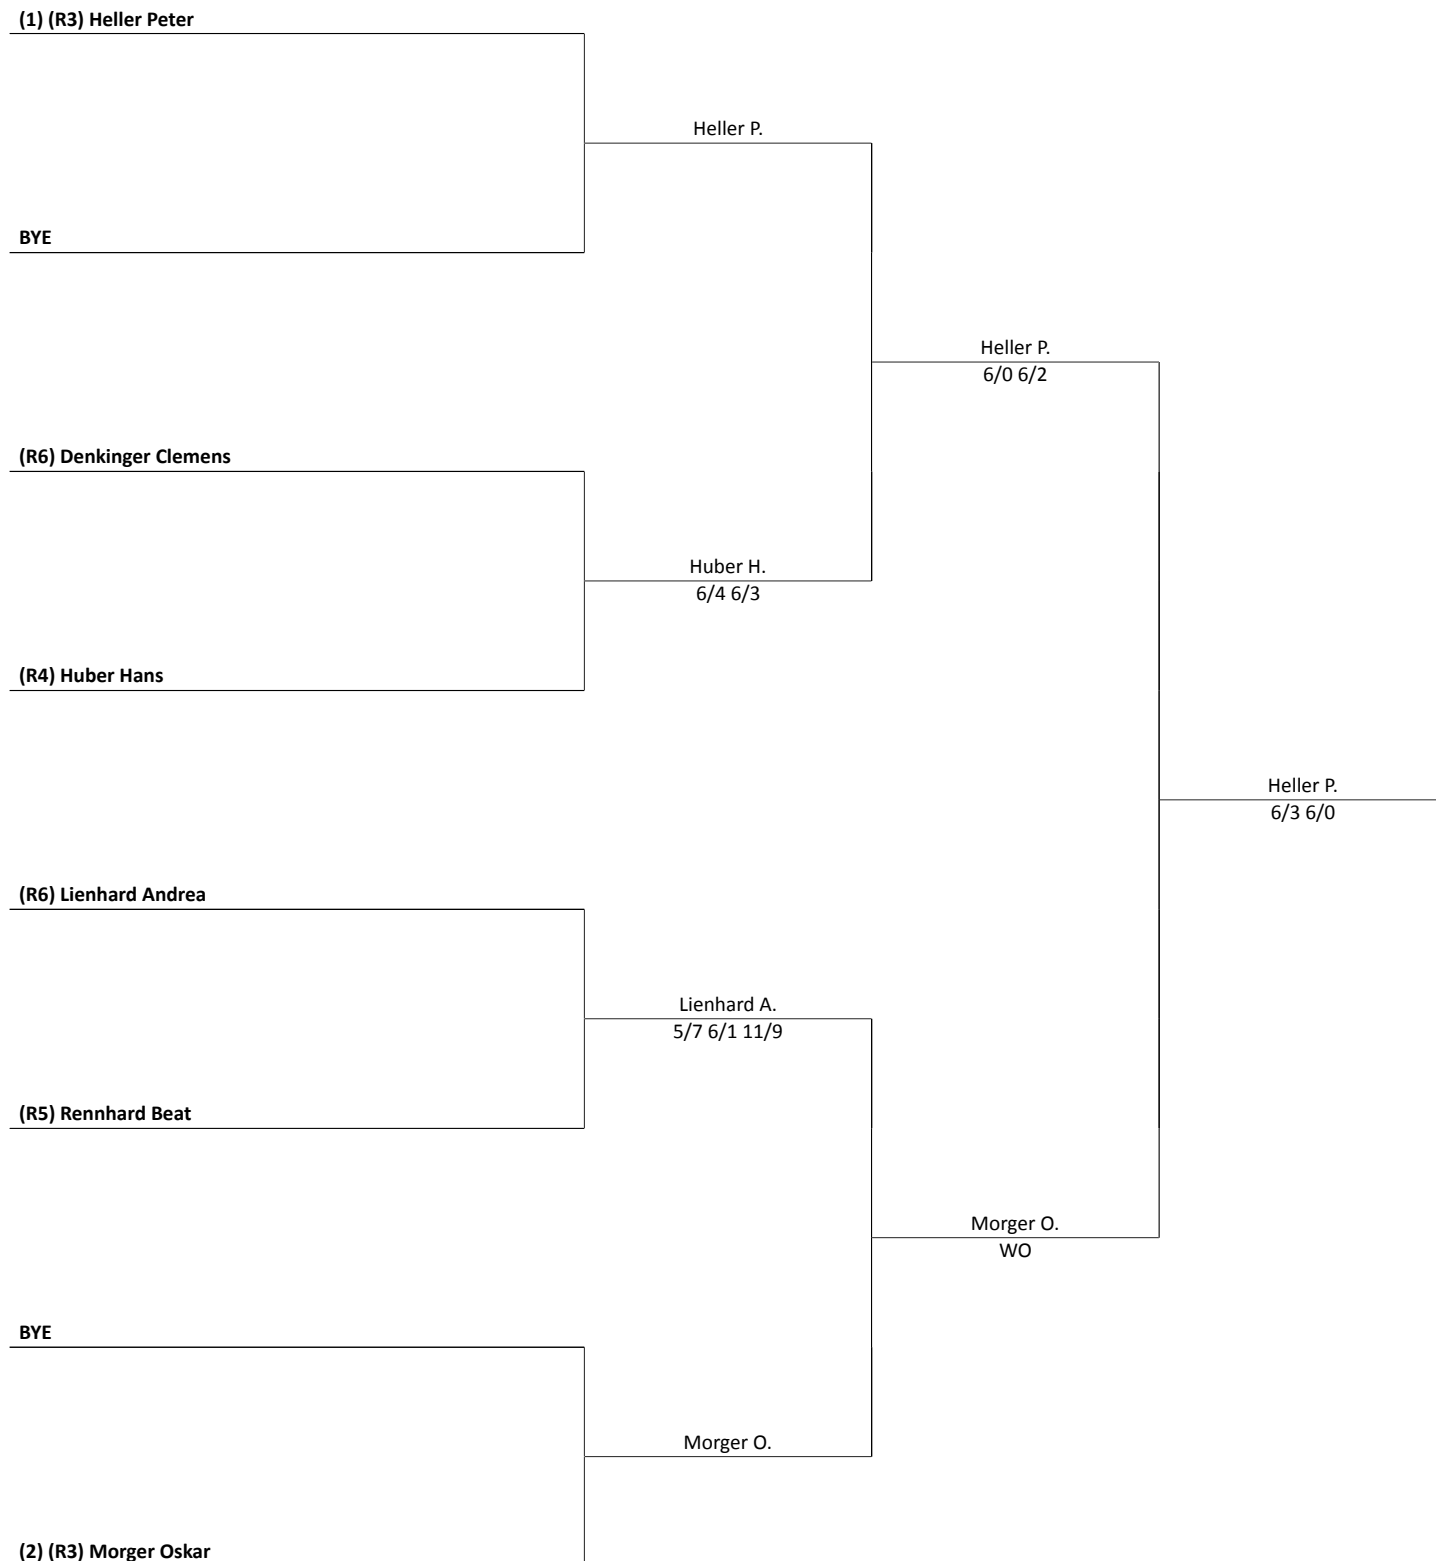 (1) (R3) Heller Peter
Heller P.
BYE
Heller P.
6/0 6/2
(R6) Denkinger Clemens
Huber H.
6/4 6/3
(R4) Huber Hans
Heller P.
6/3 6/0
(R6) Lienhard Andrea
Lienhard A.
5/7 6/1 11/9
(R5) Rennhard Beat
Morger O.
WO
BYE
Morger O.
(2) (R3) Morger Oskar